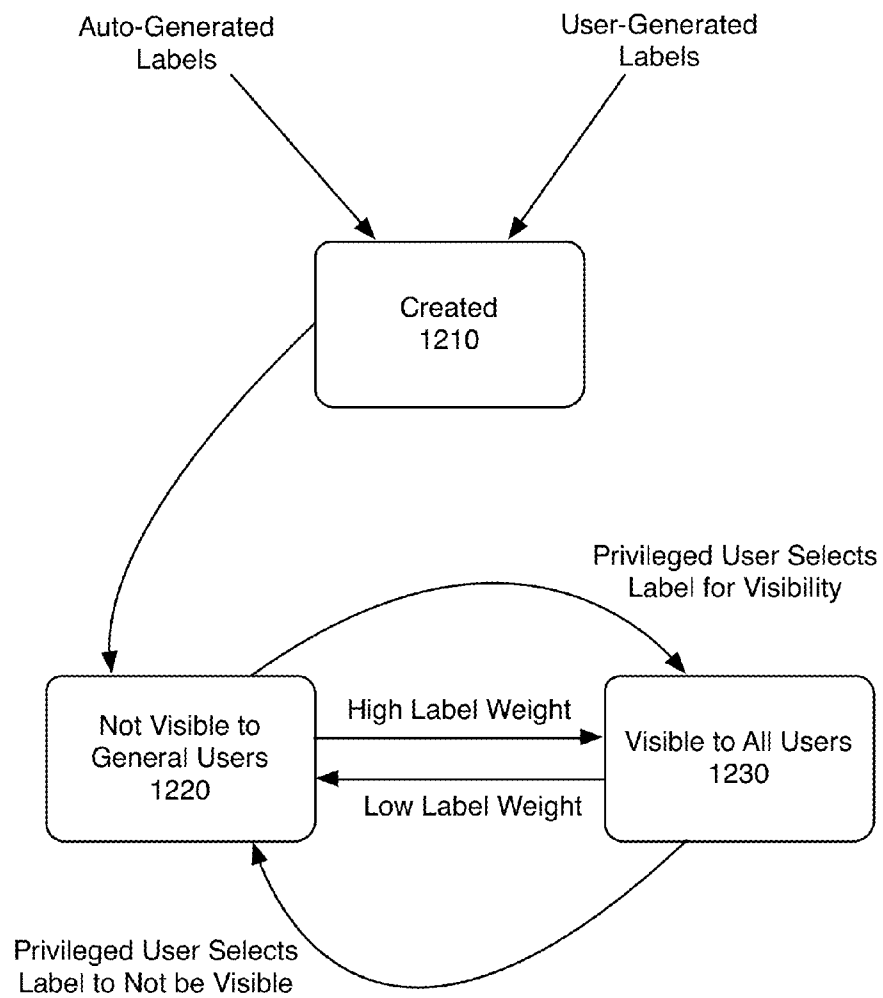 Auto-Generated
Labels
User-Generated
Labels
Created
1210
Privileged User Selects
Label for Visibility
Not Visible to
General Users
1220
High Label Weight
Low Label Weight
Visible to All Users
1230
Privileged User Selects
Label to Not be Visible